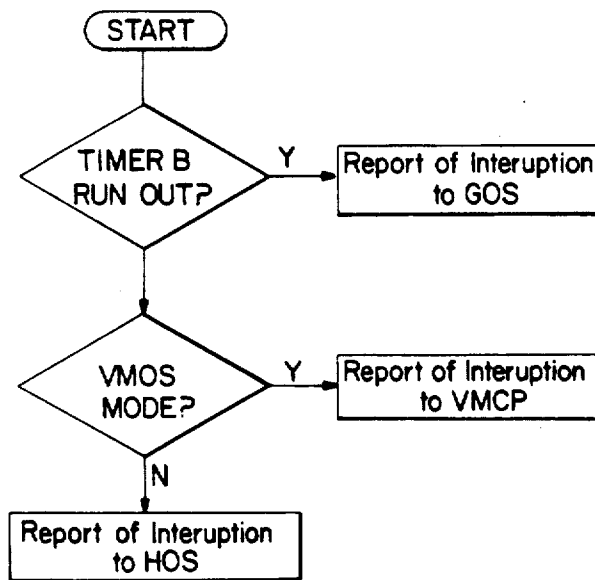 START
TIMER B
RUN OUT?
Y
Report of Interuption
to GOS
VMOS
MODE?
Y
Report of Interuption
to VMCP
N
Report of Interuption
to HOS